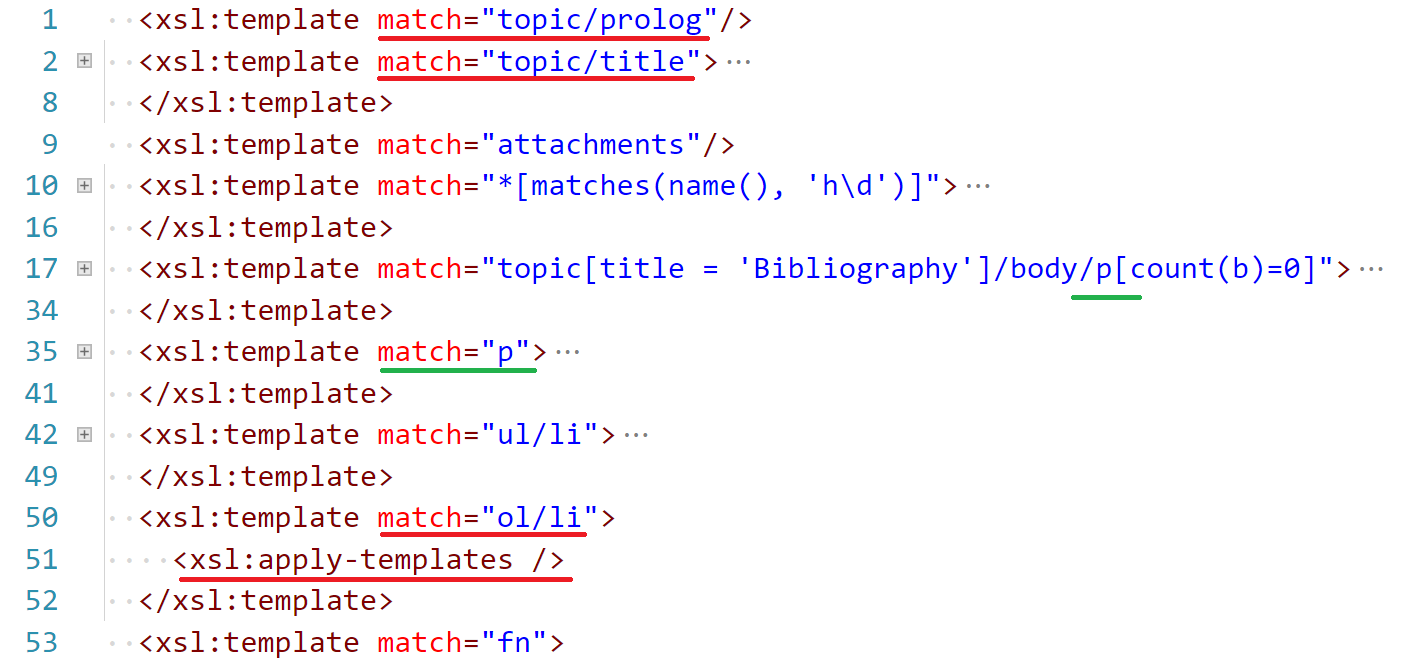 1 <xsl:template match="topic/prolog"/>
2 <xsl:template match="topic/title">...
8 </xsl:template>
9 <xsl:template match="attachments"/>
10 <xsl:template match="*[matches(name(), 'h\d')]">...
16 </xsl:template>
17 <xsl:template match="topic[title = 'Bibliography']/body/p[count(b)=0]">...
34 </xsl:template>
35 <xsl:template match="p">...
41 </xsl:template>
42 <xsl:template match="ul/li">...
49 </xsl:template>
50 <xsl:template match="ol/li">
51 <xsl:apply-templates />
52 </xsl:template>
53 <xsl:template match="fn">